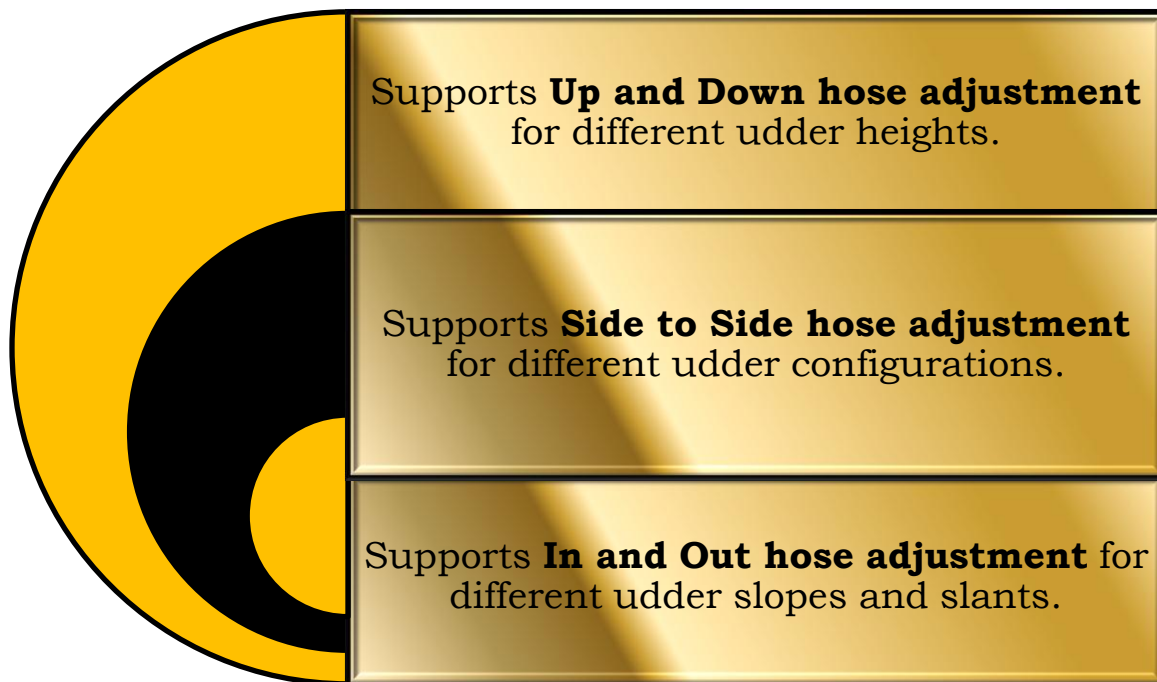 Supports Up and Down hose adjustment
for different udder heights.
Supports Side to Side hose adjustment
for different udder configurations.
Supports In and Out hose adjustment for
different udder slopes and slants.